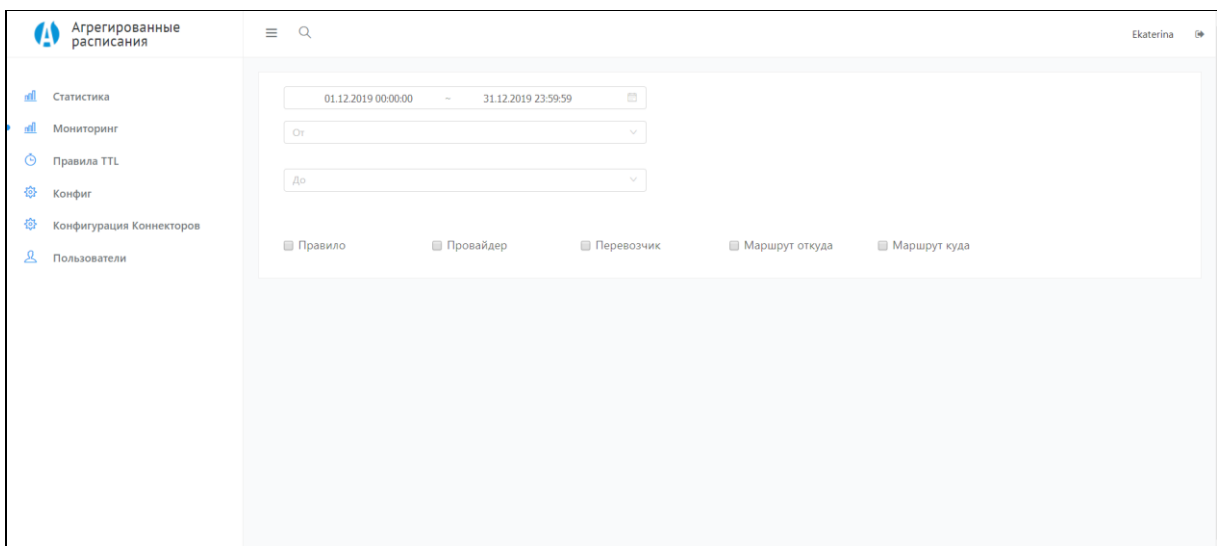 Агрегированные
расписания
Ekaterina
Статистика
Мониторинг
Правила TTL
Конфиг
Конфигурация Коннекторов
Пользователи
01.12.2019 00:00:00 ~ 31.12.2019 23:59:59
От
До
Правило Провайдер Перевозчик Маршрут откуда Маршрут куда